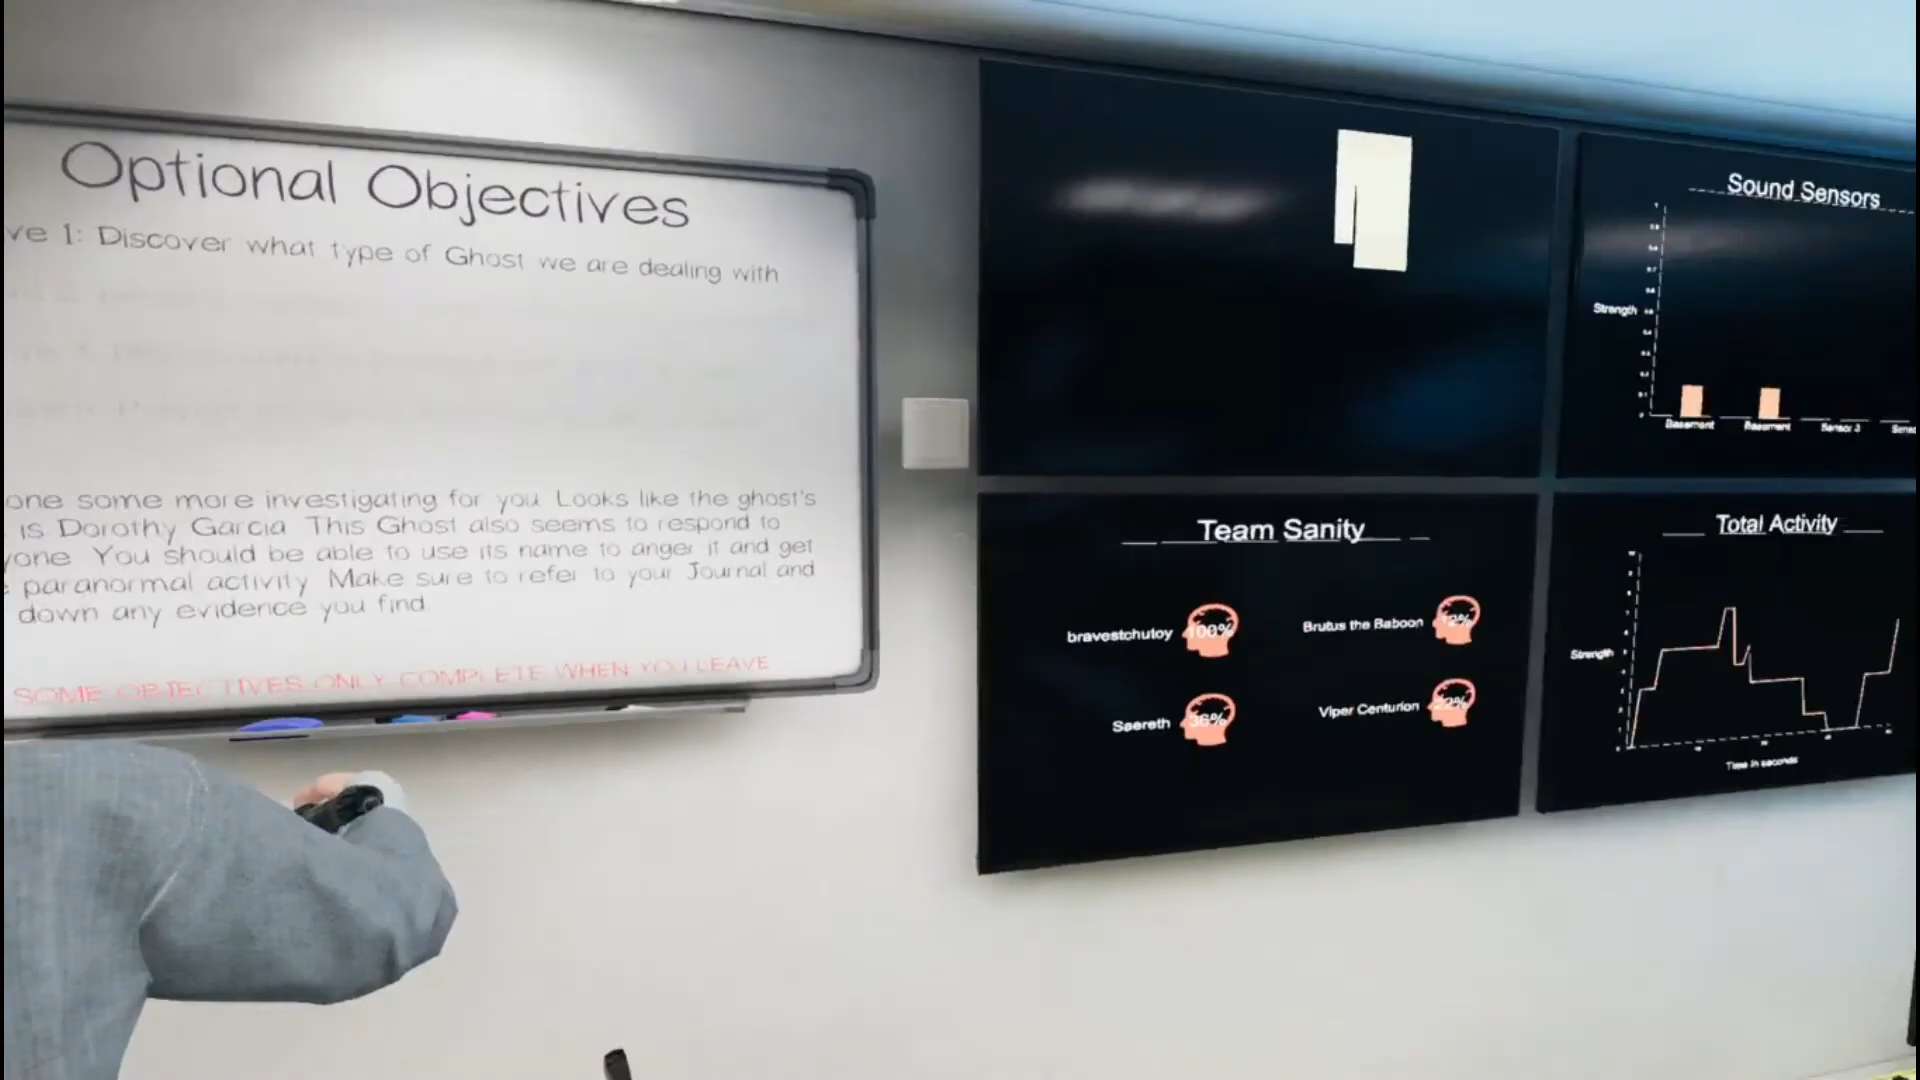 Optional Objectives
ve 1: Discover what type of Ghost we are dealing with
one some more investigating for you. Looks like the ghost's
is Dorothy Garcia This Ghost also seems to respond to
yone. You should be able to use its name to anger it and get
paranormal activity Make sure to refer to your Journal and
down any evidence you find
SOME OBJECTIVES ONLY COMPLETE WHEN YOU LEAVE
Sound Sensors
Strength
Basement Basement Sensor 3
Team Sanity
bravestchuloy 100% Brutus the Baboon
Saereth 36% Viper Centurion
Total Activity
Strength
Time in seconds